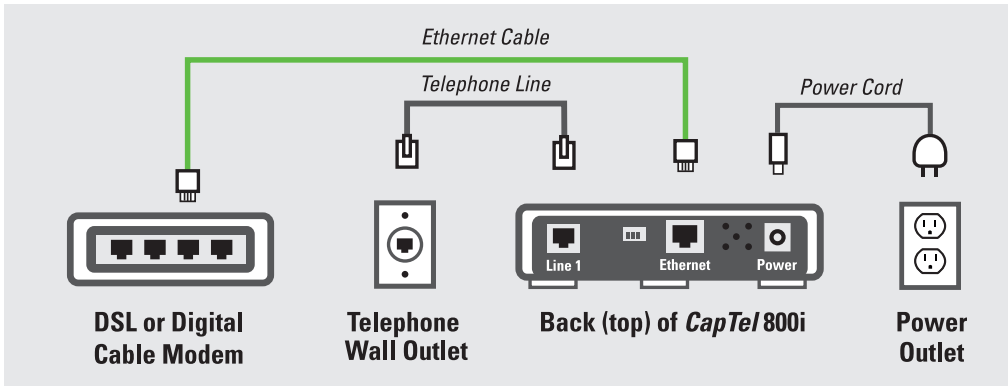 Ethernet Cable
Telephone Line
Power Cord
Line 1
Ethernet
Power
DSL or Digital
Cable Modem
Telephone
Wall Outlet
Back (top) of CapTel 800i
Power
Outlet